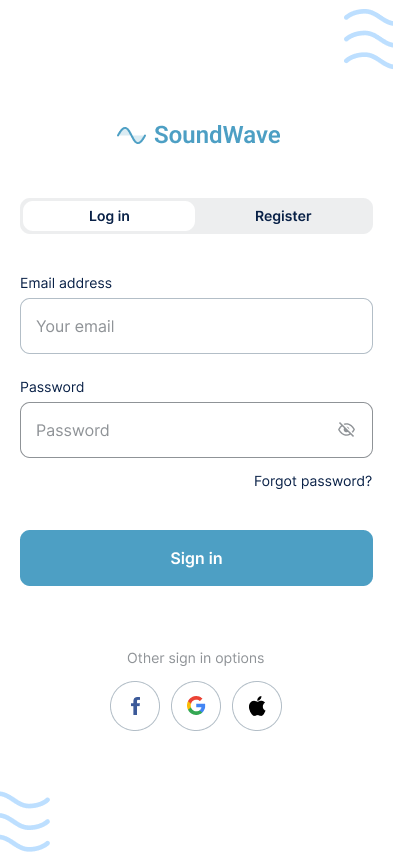 SoundWave
Log in Register
Email address
Your email
Password
Password
Forgot password?
Sign in
Other sign in options